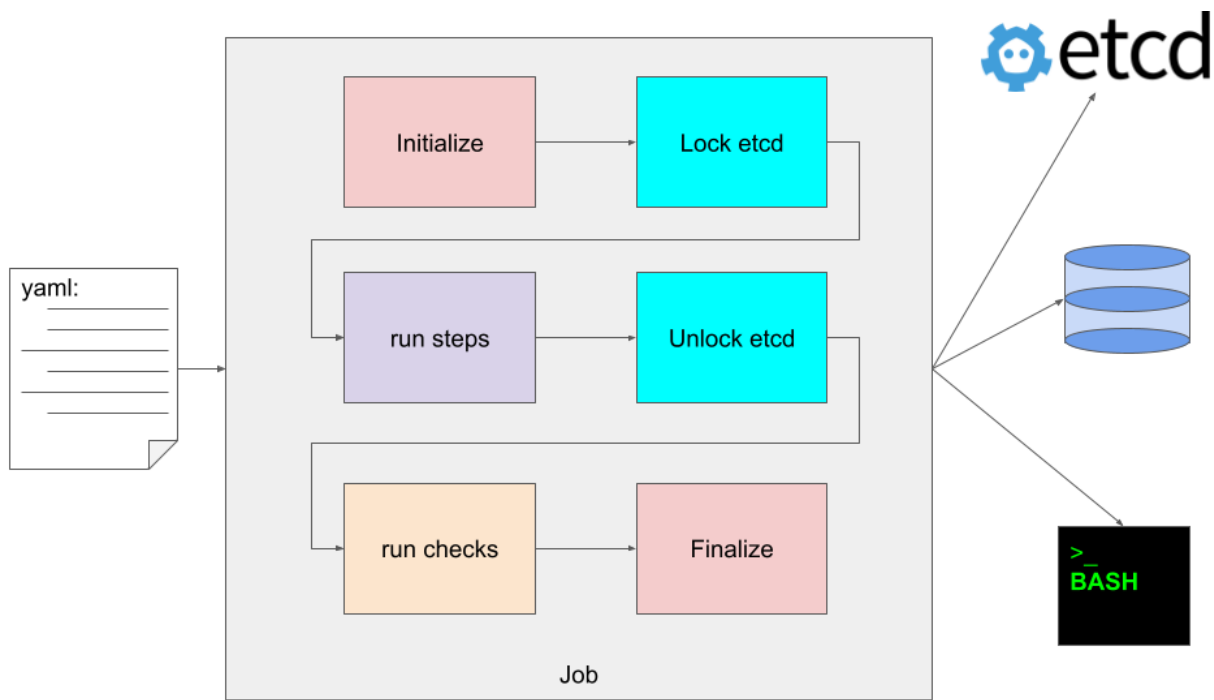 etcd
Initialize
Lock etcd
yaml:
run steps
Unlock etcd
run checks
Finalize
>_
BASH
Job